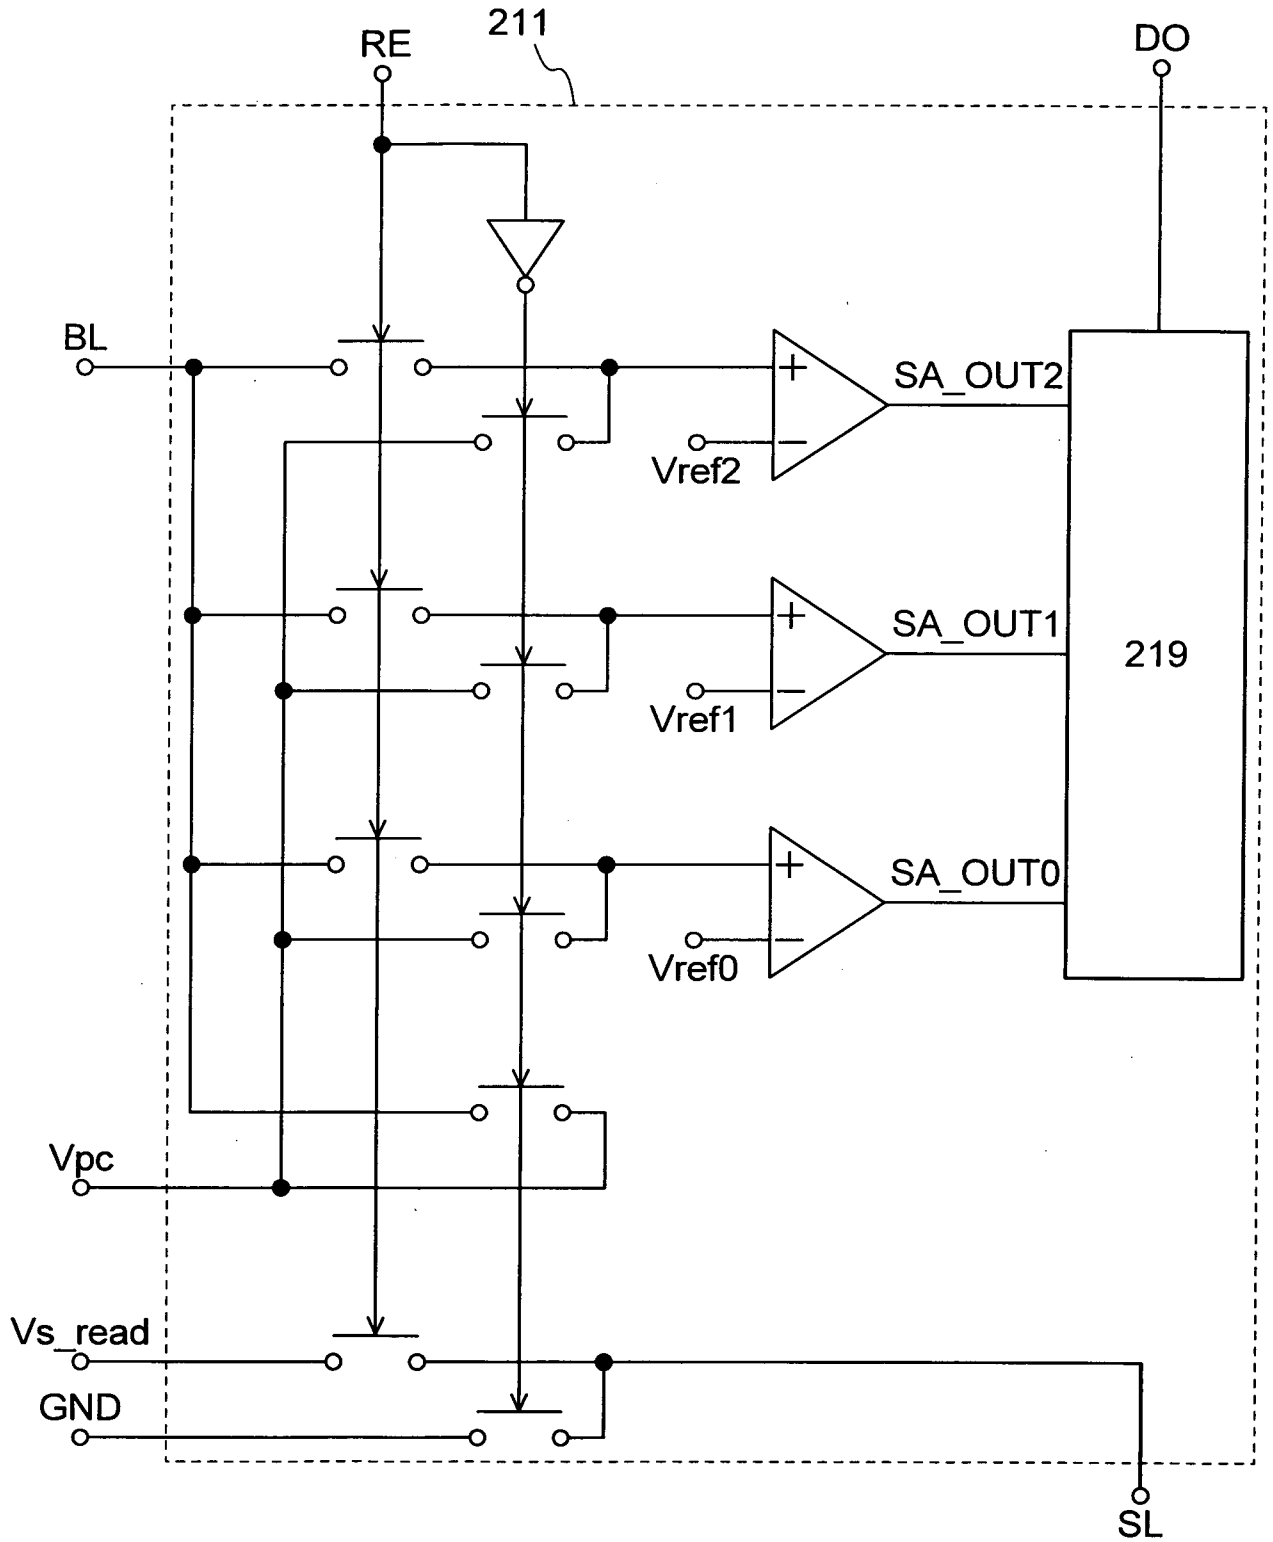 211
RE
DO
BL
+
−
SA_OUT2
Vref2
+
−
SA_OUT1
Vref1
219
+
−
SA_OUT0
Vref0
Vpc
Vs_read
GND
SL